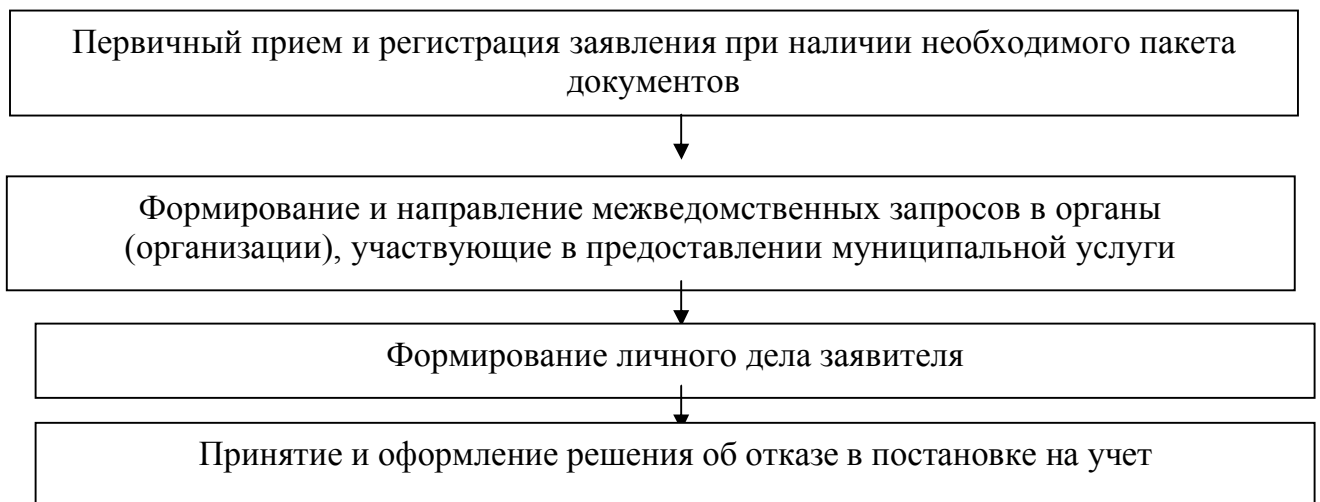 Первичный прием и регистрация заявления при наличии необходимого пакета
документов
Формирование и направление межведомственных запросов в органы
(организации), участвующие в предоставлении муниципальной услуги
Формирование личного дела заявителя
Принятие и оформление решения об отказе в постановке на учет